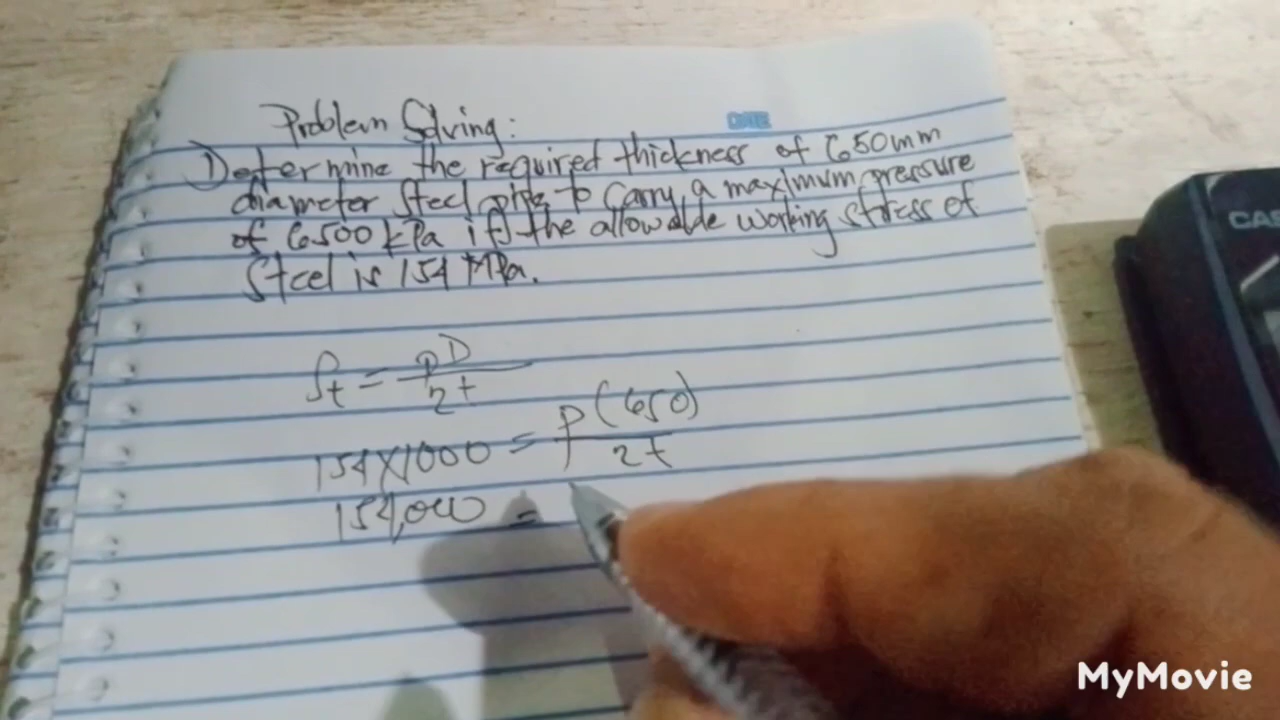 DATE
Problem Solving:
1) Determine the required thickness of 650mm
diameter steel pipe to carry a maximum pressure
of 6500 kPa if the allowable working stress of
Steel is 154 MPa.
St = pD / 2t
154x1000 = P(650) / 2t
154,000 =
CAS
MyMovie